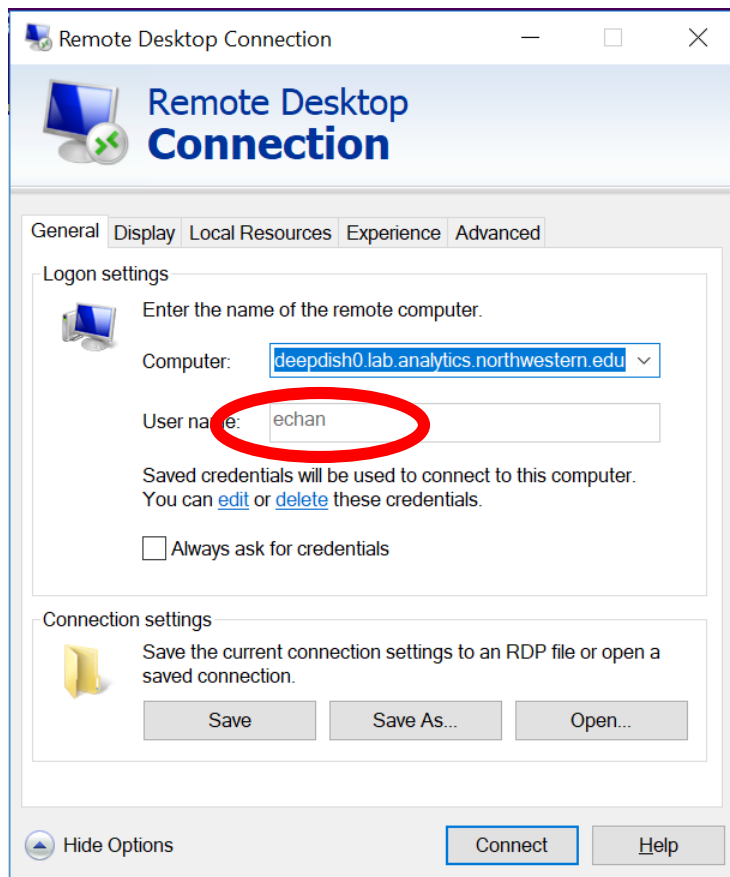 Remote Desktop Connection
Remote Desktop
Connection
General Display Local Resources Experience Advanced
Logon settings
Enter the name of the remote computer.
Computer: deepdish0.lab.analytics.northwestern.edu
User name: echan
Saved credentials will be used to connect to this computer.
You can edit or delete these credentials.
Always ask for credentials
Connection settings
Save the current connection settings to an RDP file or open a
saved connection.
Save Save As... Open...
Hide Options Connect Help